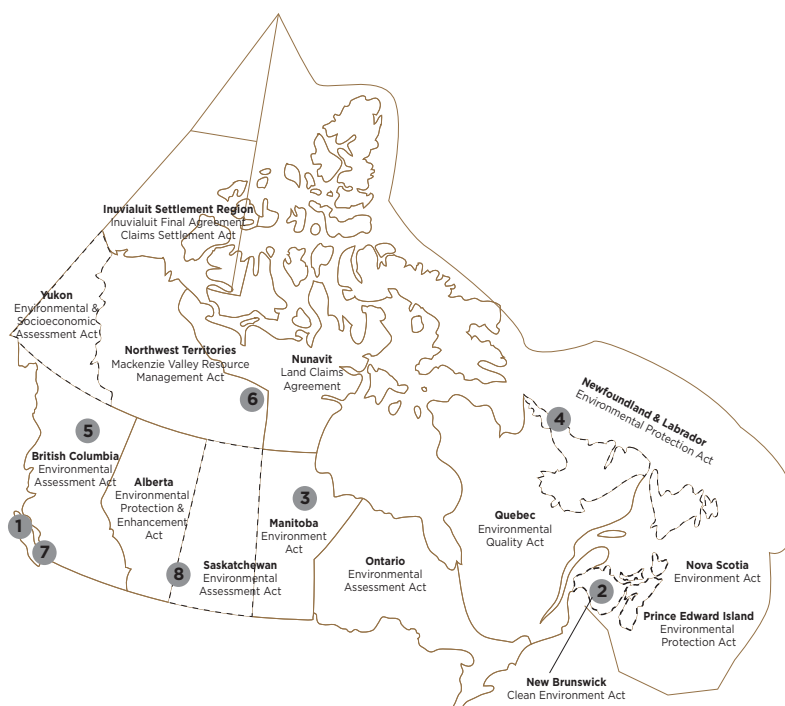 Inuvialuit Settlement Region
Inuvialuit Final Agreement
Claims Settlement Act
Yukon
Environmental &
Socioeconomic
Assessment Act
Northwest Territories
Mackenzie Valley Resource
Management Act
Nunavit
Land Claims
Agreement
6
Newfoundland & Labrador
Environmental Protection Act
4
5
British Columbia
Environmental
Assessment Act
Alberta
Environmental
Protection &
Enhancement
Act
3
Manitoba
Environment
Act
Quebec
Environmental
Quality Act
1
7
8
Saskatchewan
Environmental
Assessment Act
Ontario
Environmental
Assessment Act
2
Nova Scotia
Environment Act
Prince Edward Island
Environmental
Protection Act
New Brunswick
Clean Environment Act